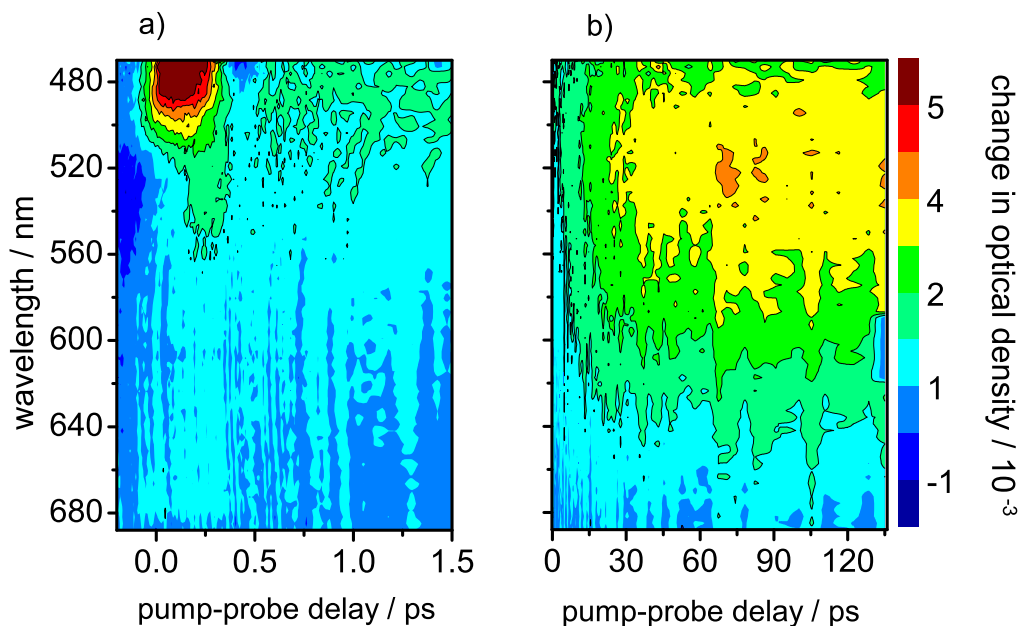 a)
b)
wavelength / nm
480
520
560
600
640
680
0.0 0.5 1.0 1.5
pump-probe delay / ps
0 30 60 90 120
pump-probe delay / ps
5
4
2
1
-1
change in optical density / 10⁻³